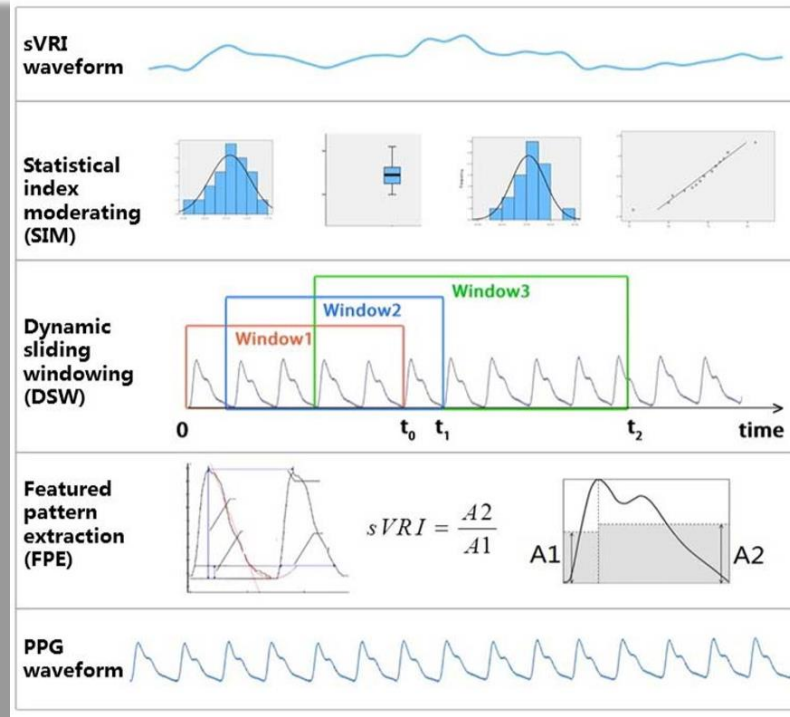 sVRI
waveform
Statistical
index
moderating
(SIM)
Dynamic
sliding
windowing
(DSW)
Window3
Window2
Window1
0
t₀
t₁
t₂
time
Featured
pattern
extraction
(FPE)
sVRI = A2 / A1
A1
A2
PPG
waveform